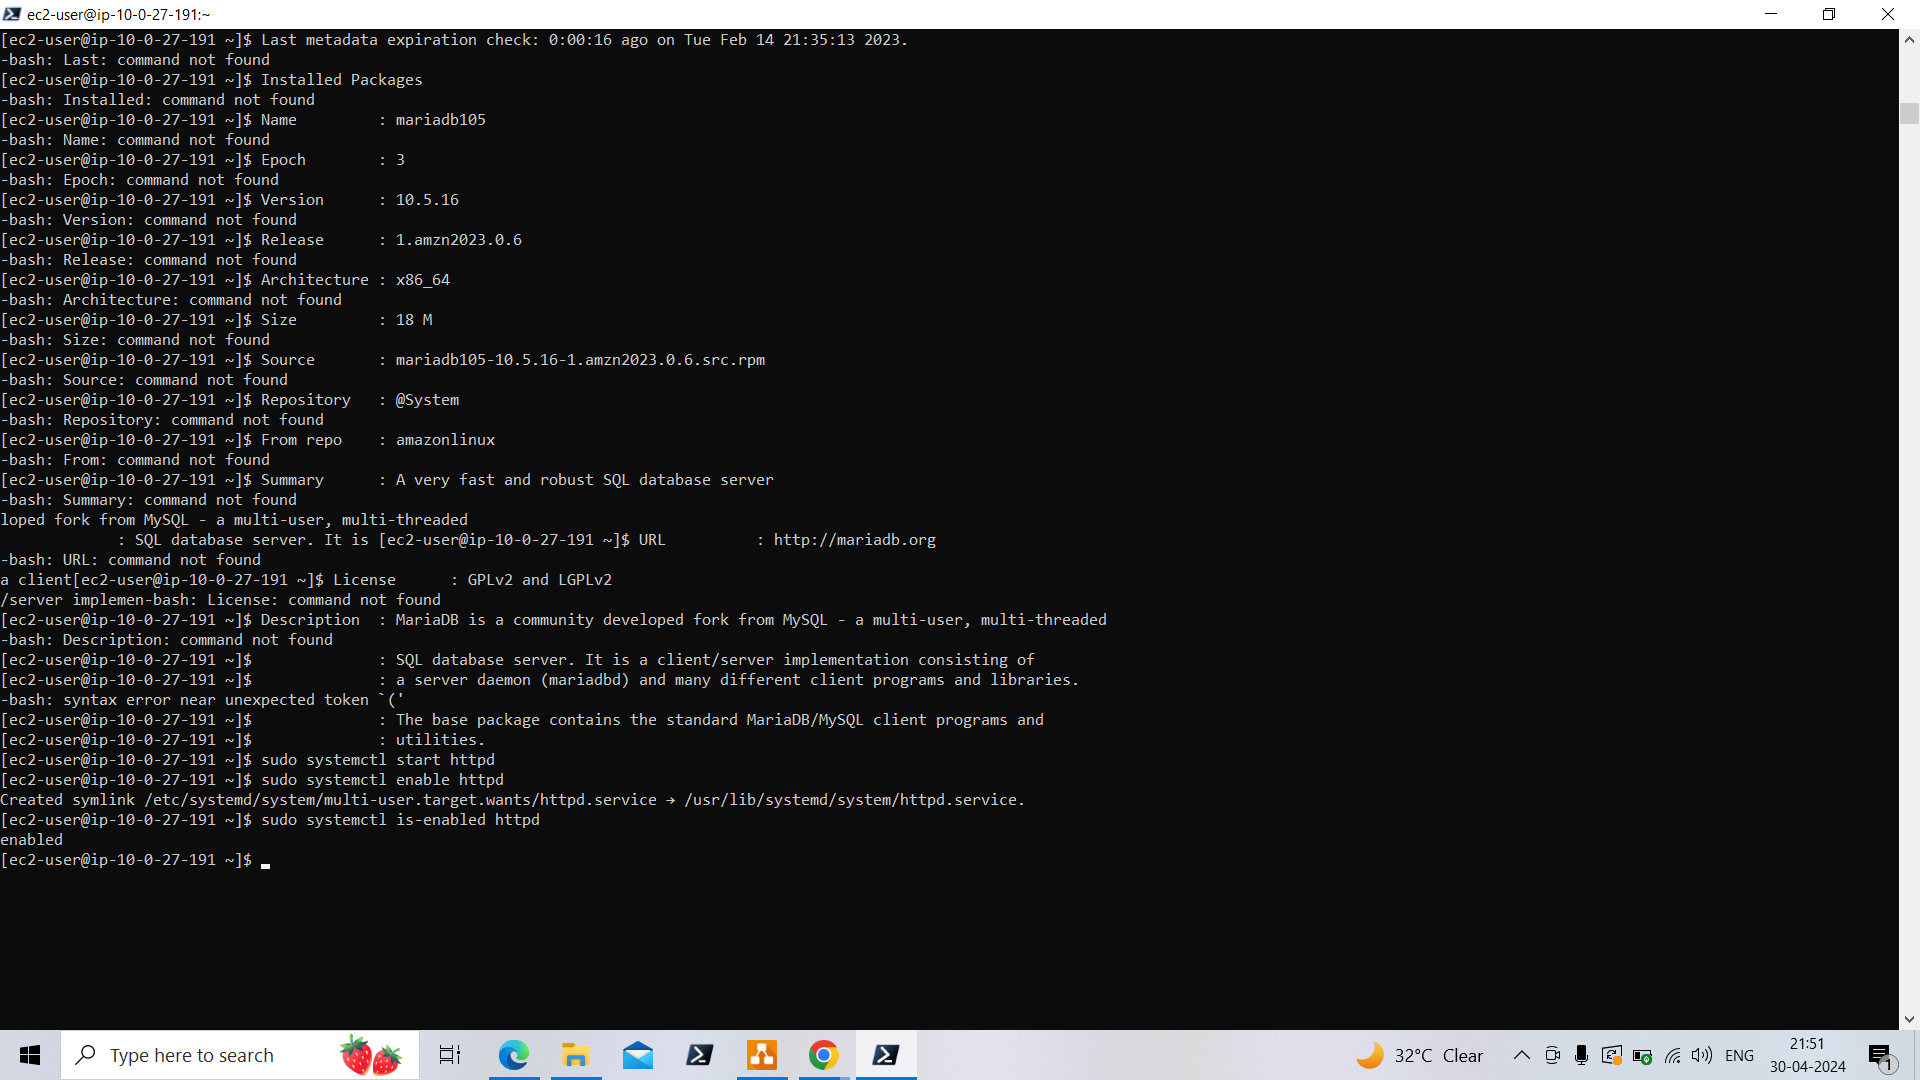 ec2-user@ip-10-0-27-191:~
[ec2-user@ip-10-0-27-191 ~]$ Last metadata expiration check: 0:00:16 ago on Tue Feb 14 21:35:13 2023.
-bash: Last: command not found
[ec2-user@ip-10-0-27-191 ~]$ Installed Packages
-bash: Installed: command not found
[ec2-user@ip-10-0-27-191 ~]$ Name         : mariadb105
-bash: Name: command not found
[ec2-user@ip-10-0-27-191 ~]$ Epoch        : 3
-bash: Epoch: command not found
[ec2-user@ip-10-0-27-191 ~]$ Version      : 10.5.16
-bash: Version: command not found
[ec2-user@ip-10-0-27-191 ~]$ Release      : 1.amzn2023.0.6
-bash: Release: command not found
[ec2-user@ip-10-0-27-191 ~]$ Architecture : x86_64
-bash: Architecture: command not found
[ec2-user@ip-10-0-27-191 ~]$ Size         : 18 M
-bash: Size: command not found
[ec2-user@ip-10-0-27-191 ~]$ Source       : mariadb105-10.5.16-1.amzn2023.0.6.src.rpm
-bash: Source: command not found
[ec2-user@ip-10-0-27-191 ~]$ Repository   : @System
-bash: Repository: command not found
[ec2-user@ip-10-0-27-191 ~]$ From repo    : amazonlinux
-bash: From: command not found
[ec2-user@ip-10-0-27-191 ~]$ Summary      : A very fast and robust SQL database server
-bash: Summary: command not found
loped fork from MySQL - a multi-user, multi-threaded
             : SQL database server. It is [ec2-user@ip-10-0-27-191 ~]$ URL          : http://mariadb.org
-bash: URL: command not found
a client[ec2-user@ip-10-0-27-191 ~]$ License      : GPLv2 and LGPLv2
/server implemen-bash: License: command not found
[ec2-user@ip-10-0-27-191 ~]$ Description  : MariaDB is a community developed fork from MySQL - a multi-user, multi-threaded
-bash: Description: command not found
[ec2-user@ip-10-0-27-191 ~]$              : SQL database server. It is a client/server implementation consisting of
[ec2-user@ip-10-0-27-191 ~]$              : a server daemon (mariadbd) and many different client programs and libraries.
-bash: syntax error near unexpected token `('
[ec2-user@ip-10-0-27-191 ~]$              : The base package contains the standard MariaDB/MySQL client programs and
[ec2-user@ip-10-0-27-191 ~]$              : utilities.
[ec2-user@ip-10-0-27-191 ~]$ sudo systemctl start httpd
[ec2-user@ip-10-0-27-191 ~]$ sudo systemctl enable httpd
Created symlink /etc/systemd/system/multi-user.target.wants/httpd.service → /usr/lib/systemd/system/httpd.service.
[ec2-user@ip-10-0-27-191 ~]$ sudo systemctl is-enabled httpd
enabled
[ec2-user@ip-10-0-27-191 ~]$
Type here to search
32°C Clear
ENG
21:51
30-04-2024
1